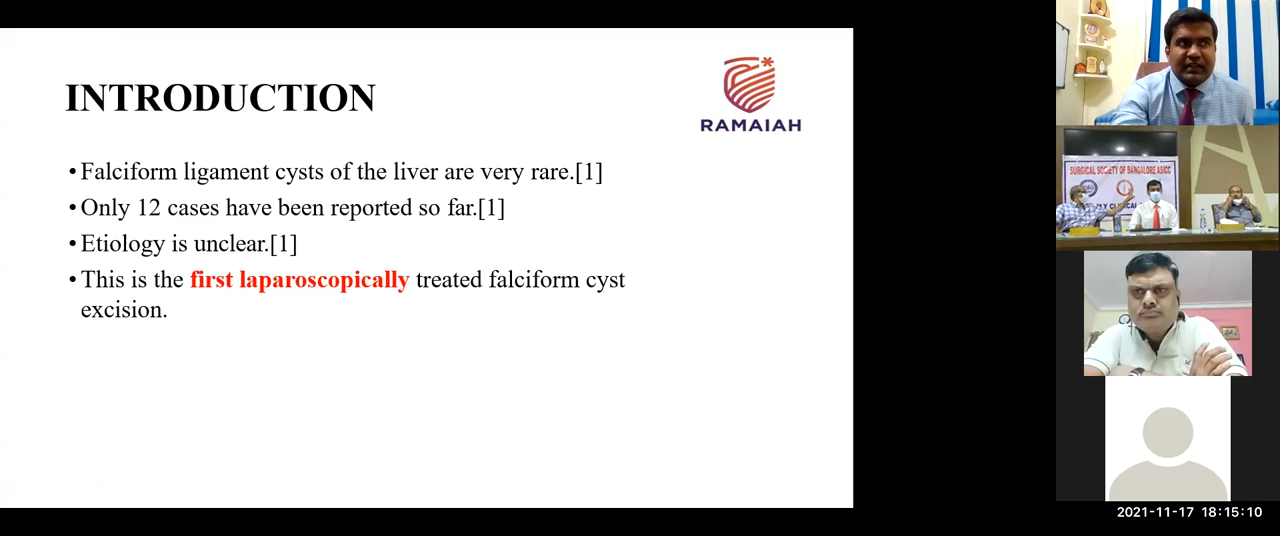 INTRODUCTION
RAMAIAH
• Falciform ligament cysts of the liver are very rare.[1]
• Only 12 cases have been reported so far.[1]
• Etiology is unclear.[1]
• This is the first laparoscopically treated falciform cyst
excision.
SURGICAL SOCIETY OF BANGALORE ASICC
2021-11-17 18:15:10